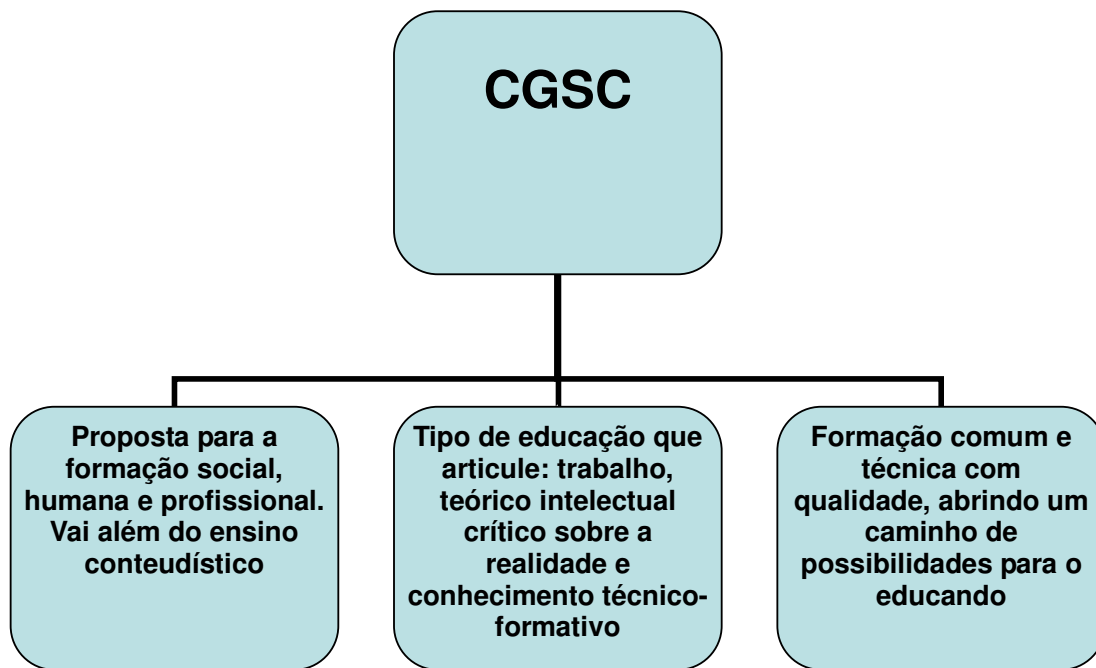 CGSC
Proposta para a
formação social,
humana e profissional.
Vai além do ensino
conteudístico
Tipo de educação que
articule: trabalho,
teórico intelectual
crítico sobre a
realidade e
conhecimento técnico-
formativo
Formação comum e
técnica com
qualidade, abrindo um
caminho de
possibilidades para o
educando